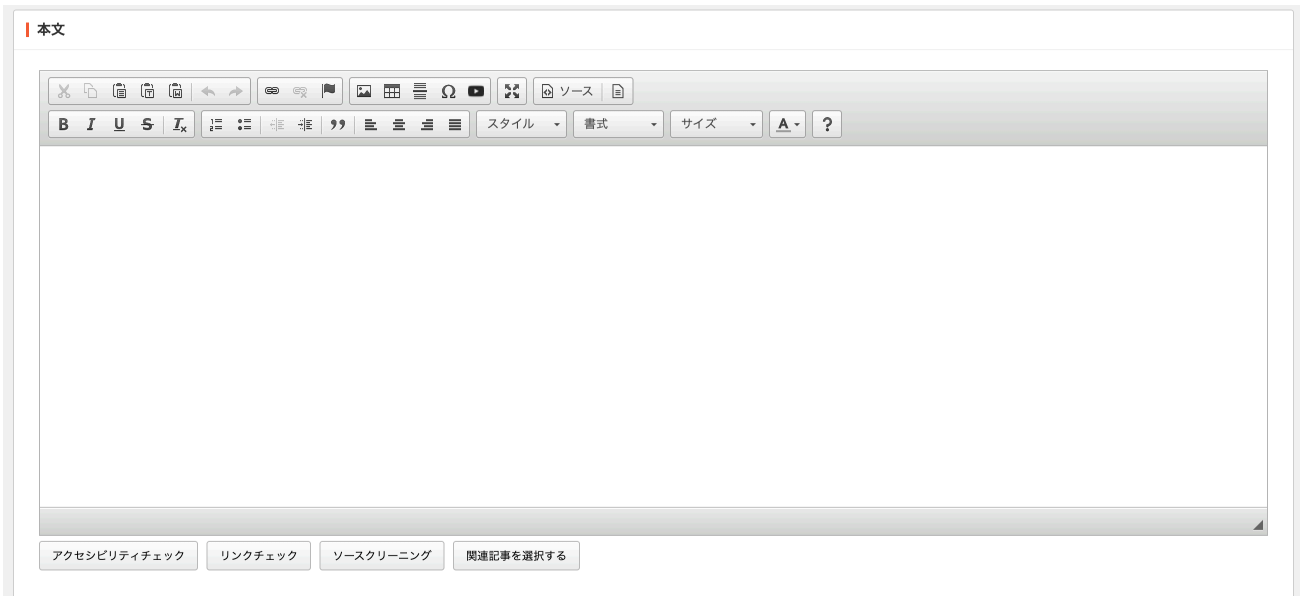 本文
ソース
B I U S Ix スタイル 書式 サイズ A ?
アクセシビリティチェック リンクチェック ソースクリーニング 関連記事を選択する